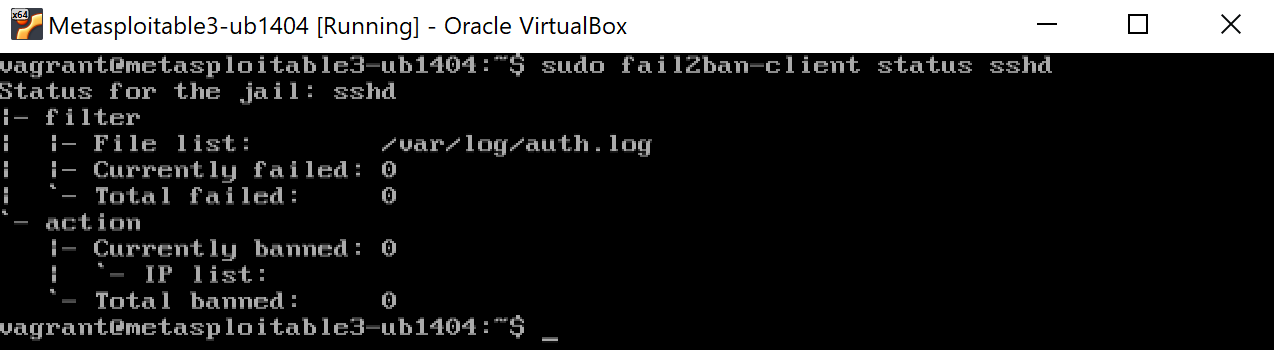 x64 Metasploitable3-ub1404 [Running] - Oracle VirtualBox
vagrant@metasploitable3-ub1404:~$ sudo fail2ban-client status sshd
Status for the jail: sshd
|- filter
|  |- File list:        /var/log/auth.log
|  |- Currently failed: 0
|  `- Total failed:     0
`- action
   |- Currently banned: 0
   |  `- IP list:
   `- Total banned:     0
vagrant@metasploitable3-ub1404:~$ _